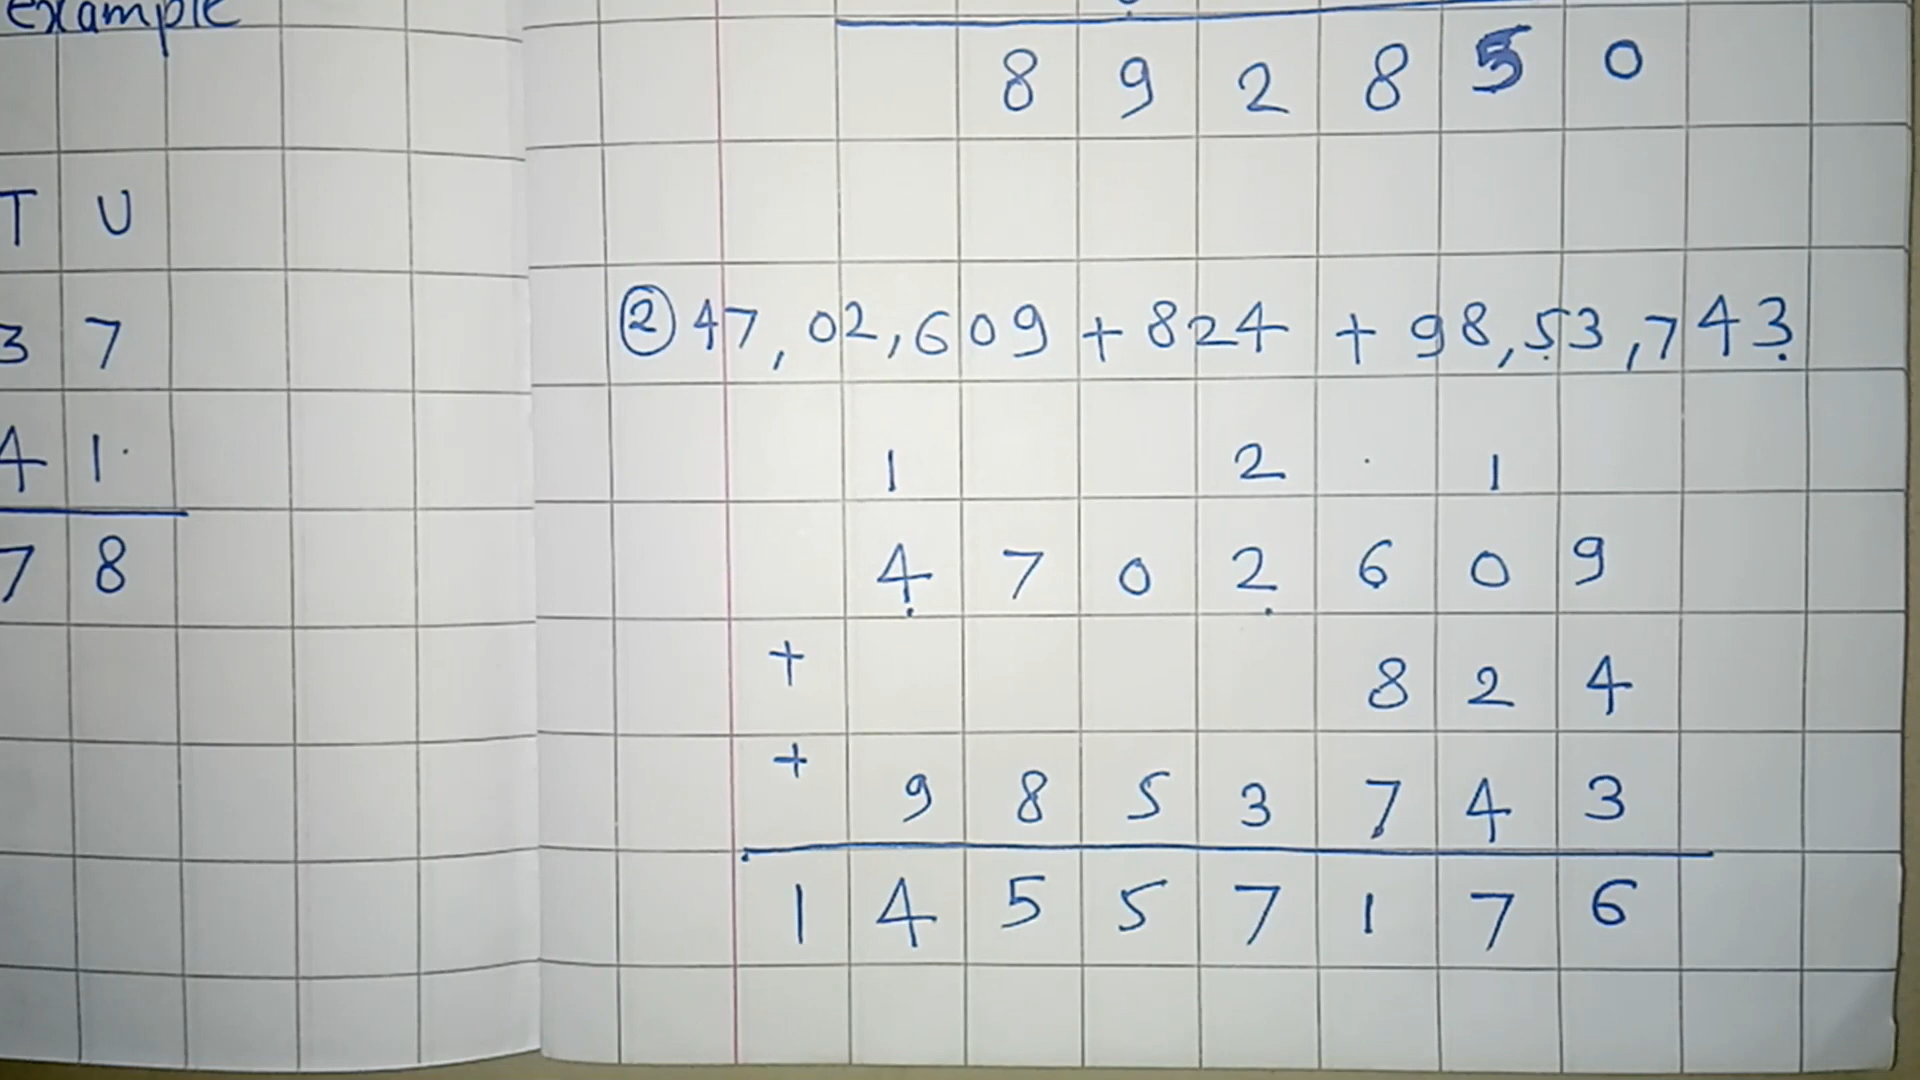 example
T U
3 7
4 1
7 8
8 9 2 8 5 0
② 47,02,609 + 824 + 98,53,743
1 2 1
4 7 0 2 6 0 9
+ 8 2 4
+ 9 8 5 3 7 4 3
1 4 5 5 7 1 7 6